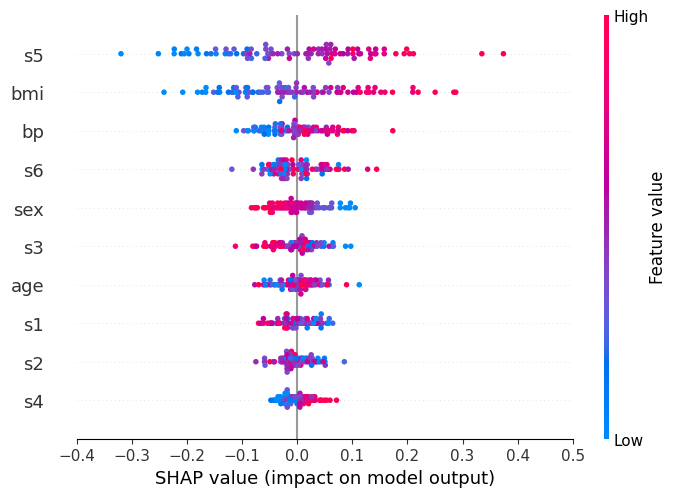 High
s5
bmi
bp
s6
sex
s3
age
s1
s2
s4
Feature value
Low
−0.4 −0.3 −0.2 −0.1 0.0 0.1 0.2 0.3 0.4 0.5
SHAP value (impact on model output)